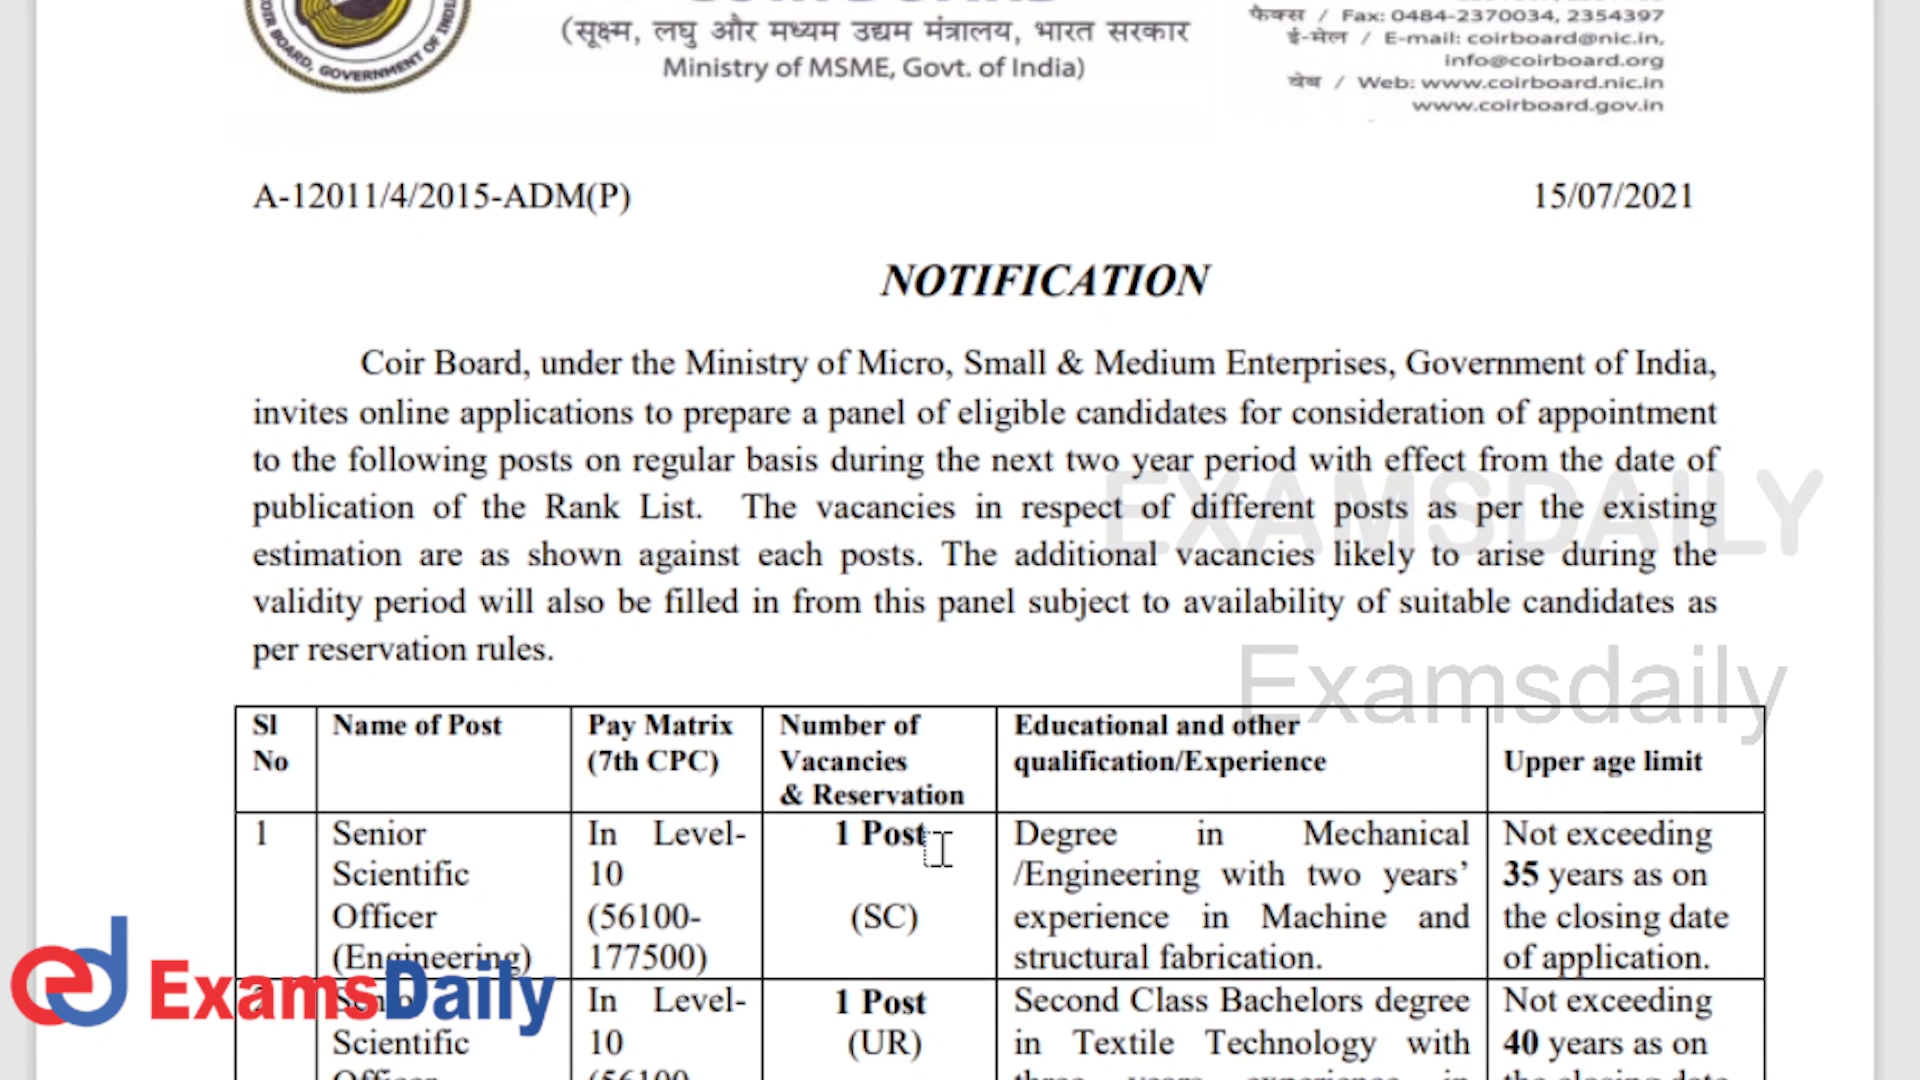 BOARD, GOVERNMENT OF INDIA
(सूक्ष्म, लघु और मध्यम उद्यम मंत्रालय, भारत सरकार
Ministry of MSME, Govt. of India)
फैक्स / Fax: 0484-2370034, 2354397
ई-मेल / E-mail: coirboard@nic.in,
info@coirboard.org
वेब / Web: www.coirboard.nic.in
www.coirboard.gov.in
A-12011/4/2015-ADM(P)
15/07/2021
NOTIFICATION
Coir Board, under the Ministry of Micro, Small & Medium Enterprises, Government of India,
invites online applications to prepare a panel of eligible candidates for consideration of appointment
to the following posts on regular basis during the next two year period with effect from the date of
publication of the Rank List. The vacancies in respect of different posts as per the existing
estimation are as shown against each posts. The additional vacancies likely to arise during the
validity period will also be filled in from this panel subject to availability of suitable candidates as
per reservation rules.
EXAMSDAILY
Examsdaily
Sl
No
Name of Post
Pay Matrix
(7th CPC)
Number of
Vacancies
& Reservation
Educational and other
qualification/Experience
Upper age limit
1
Senior
Scientific
Officer
(Engineering)
In Level-
10
(56100-
177500)
1 Post
(SC)
Degree in Mechanical
/Engineering with two years’
experience in Machine and
structural fabrication.
Not exceeding
35 years as on
the closing date
of application.
Scientific
In Level-
10
1 Post
(UR)
Second Class Bachelors degree
in Textile Technology with
Not exceeding
40 years as on
ed ExamsDaily